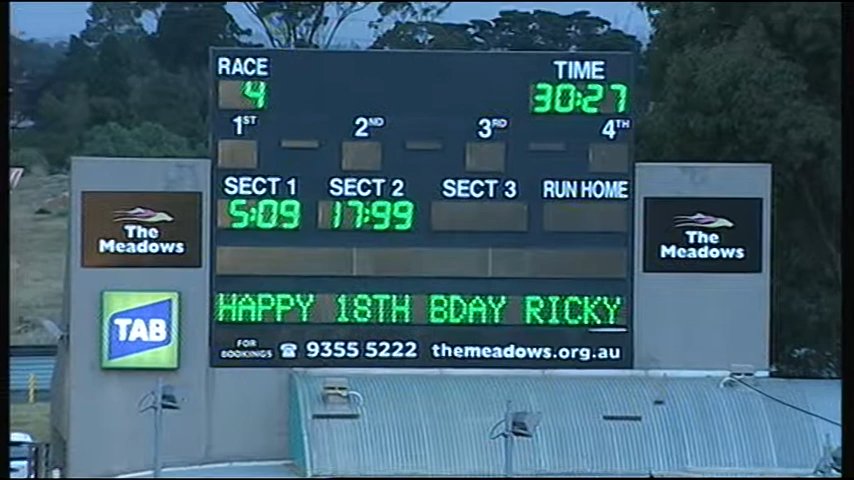 RACE TIME
4 30:27
1ST 2ND 3RD 4TH
SECT 1 SECT 2 SECT 3 RUN HOME
5:09 17:99
The Meadows
The Meadows
TAB
HAPPY 18TH BDAY RICKY
FOR BOOKINGS ☎ 9355 5222 themeadows.org.au